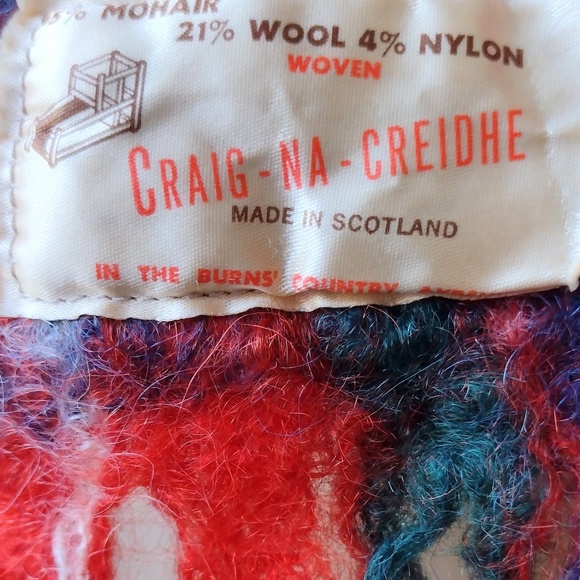 MOHAIR
21% WOOL 4% NYLON
WOVEN
CRAIG-NA-CREIDHE
MADE IN SCOTLAND
IN THE BURNS' COUNTRY